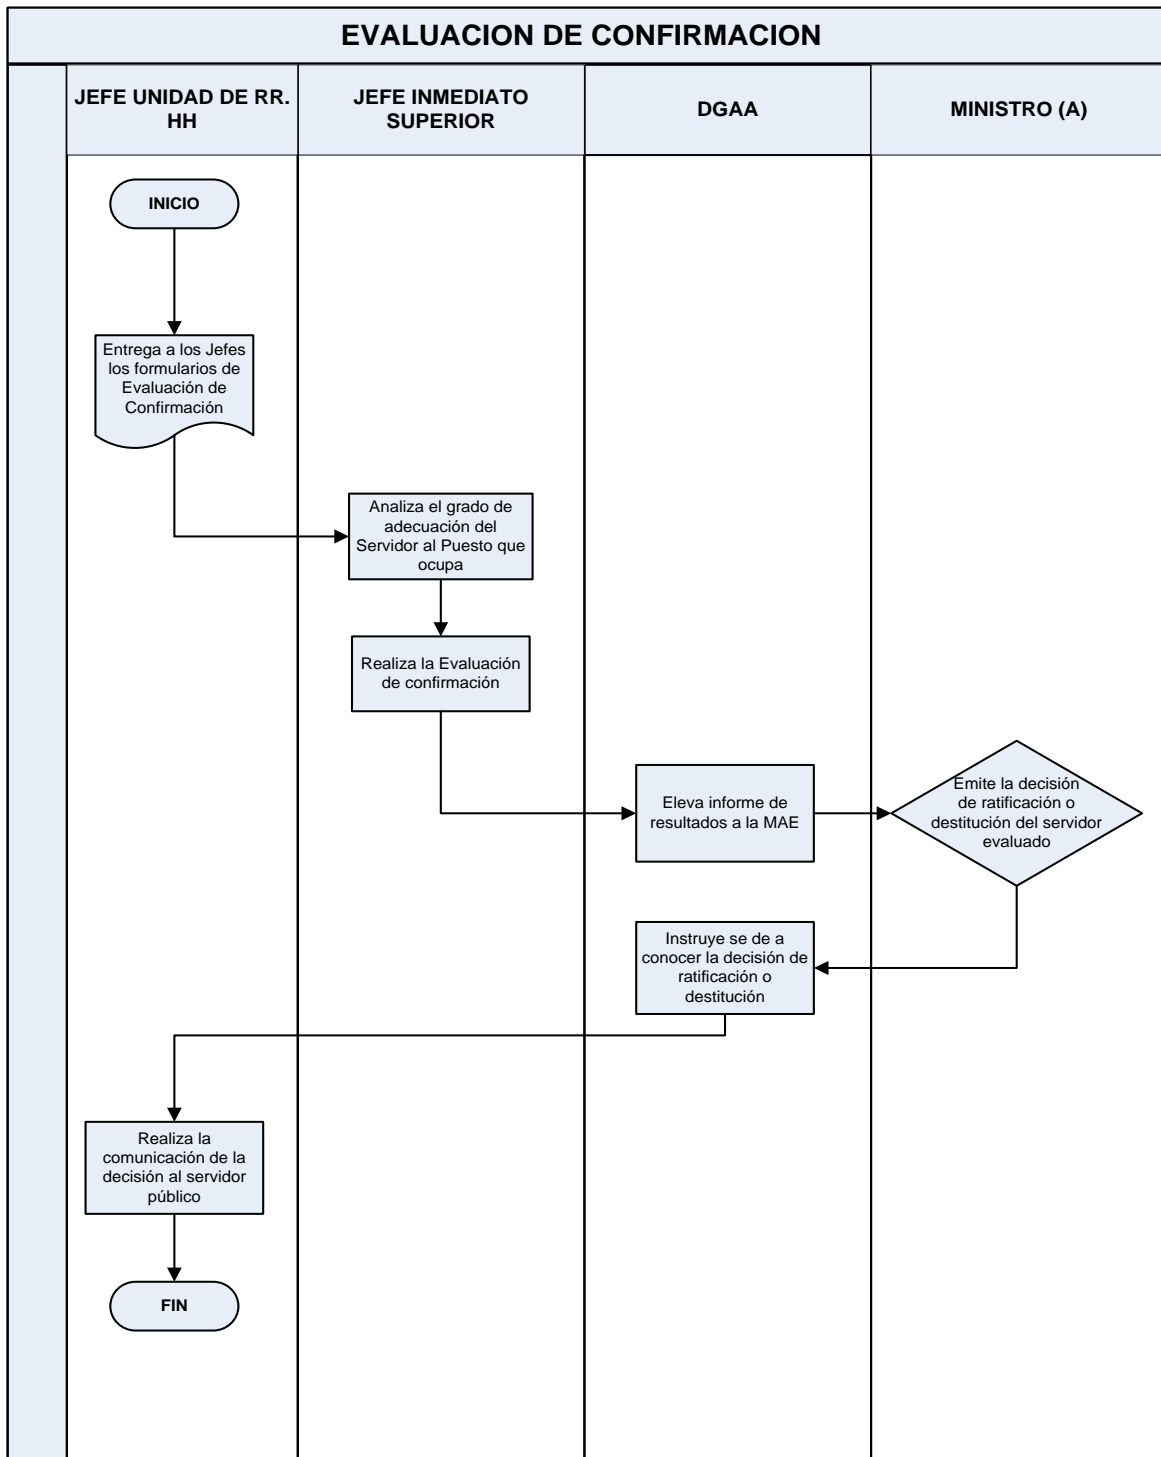 EVALUACION DE CONFIRMACION
JEFE UNIDAD DE RR.
HH
JEFE INMEDIATO
SUPERIOR
DGAA
MINISTRO (A)
INICIO
Entrega a los Jefes
los formularios de
Evaluación de
Confirmación
Analiza el grado de
adecuación del
Servidor al Puesto que
ocupa
Realiza la Evaluación
de confirmación
Eleva informe de
resultados a la MAE
Emite la decisión
de ratificación o
destitución del servidor
evaluado
Instruye se de a
conocer la decisión de
ratificación o
destitución
Realiza la
comunicación de la
decisión al servidor
público
FIN